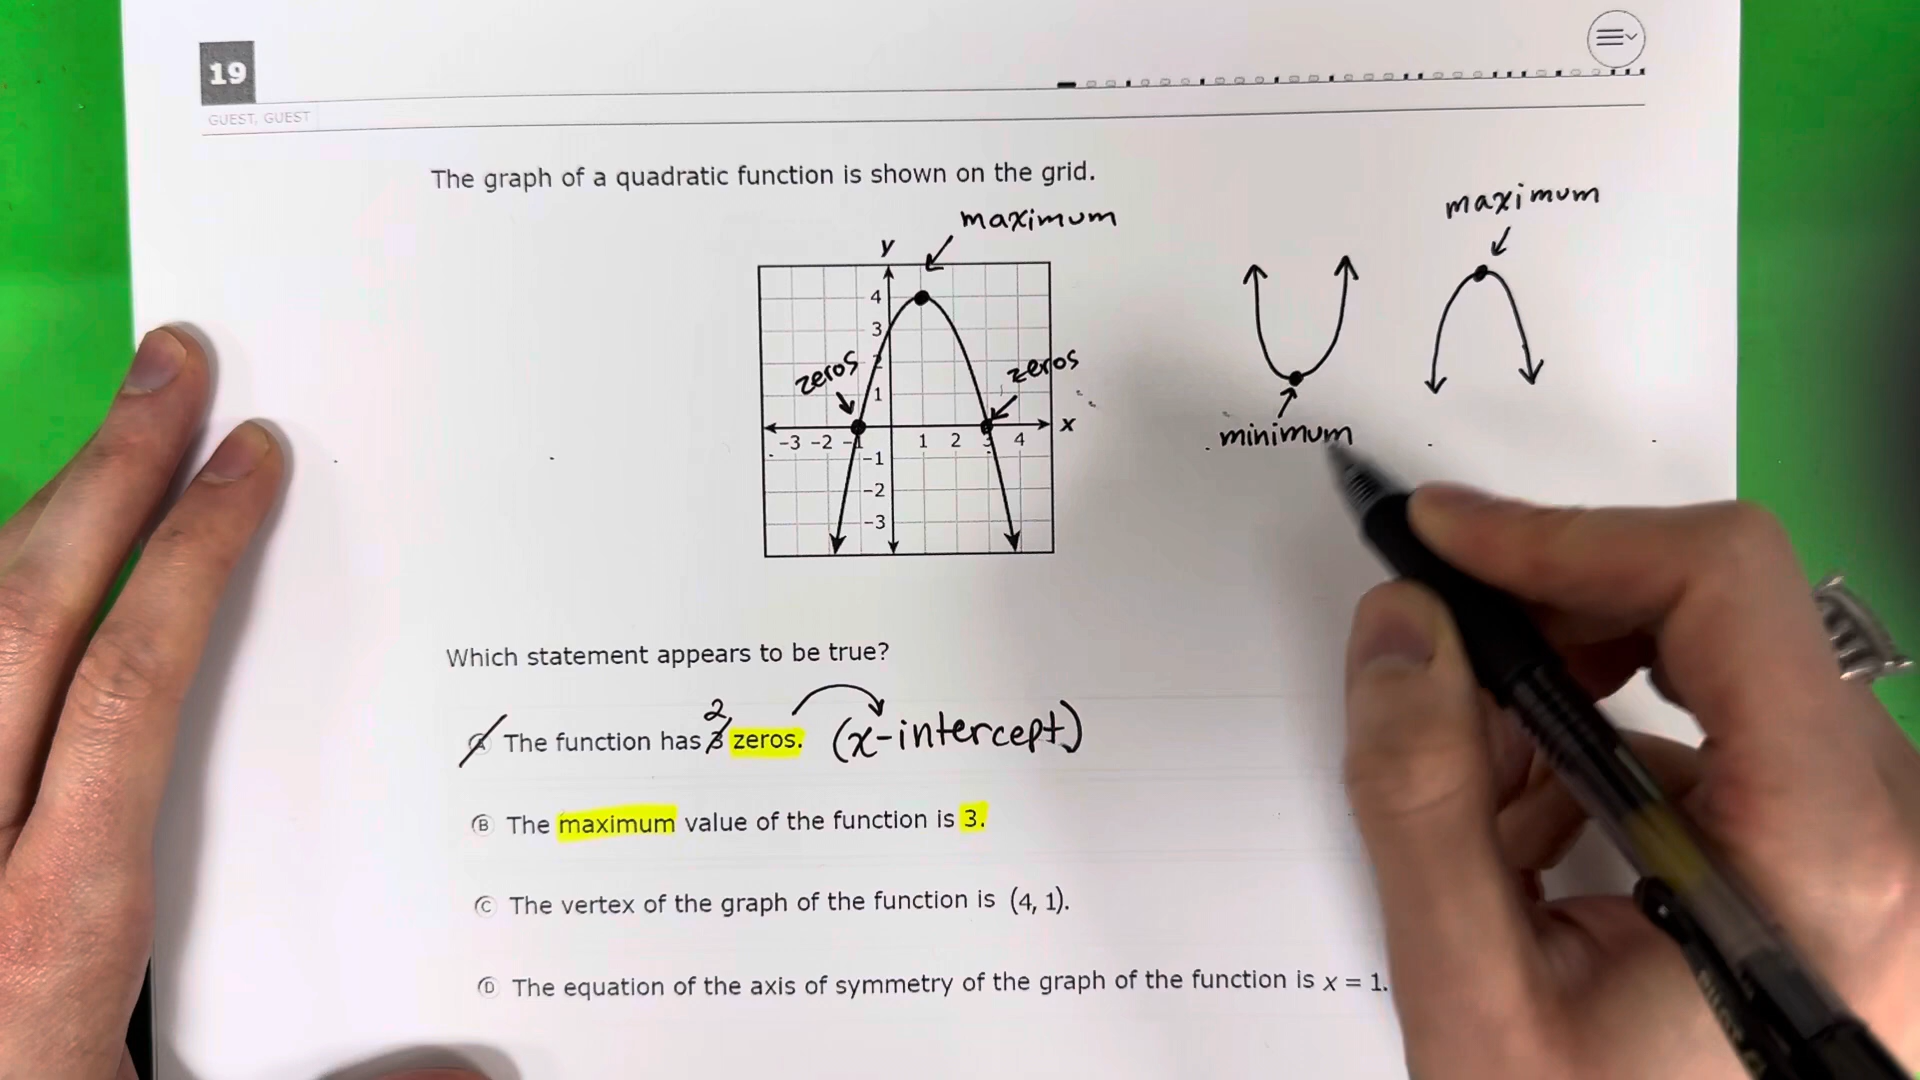 19
GUEST, GUEST
The graph of a quadratic function is shown on the grid.
maximum
maximum
y
4
3
2
1
zeros
zeros
x
-3 -2 -1 1 2 3 4
-1
-2
-3
minimum
Which statement appears to be true?
2
A The function has 3 zeros. (x-intercept)
B The maximum value of the function is 3.
C The vertex of the graph of the function is (4, 1).
D The equation of the axis of symmetry of the graph of the function is x = 1.